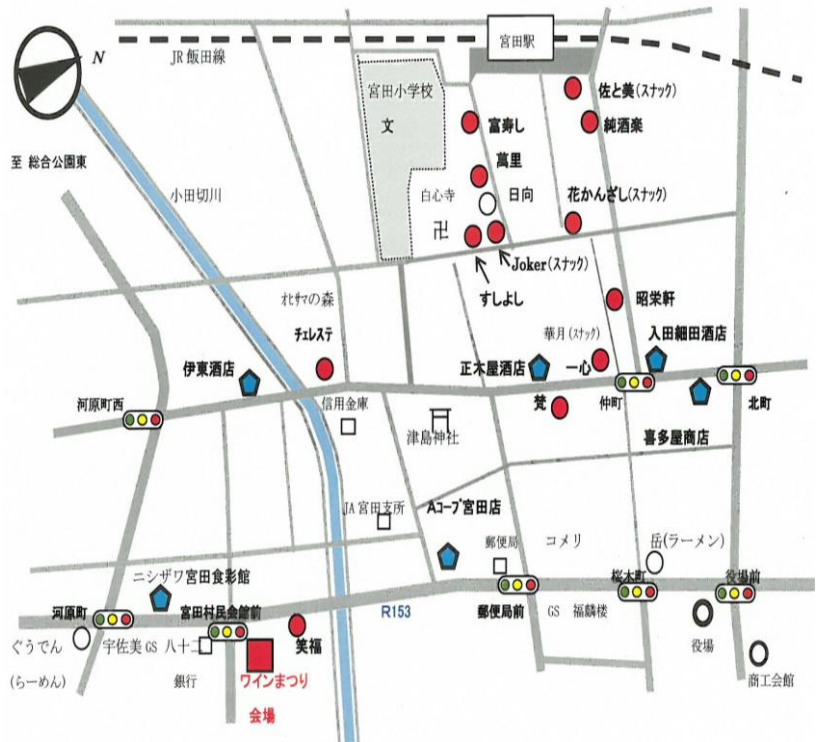 宮田駅
N
JR 飯田線
宮田小学校
文
佐と美(スナック)
富寿し
純酒楽
至 総合公園東
小田切川
萬里
白心寺
日向
花かんざし(スナック)
卍
Joker(スナック)
すしよし
オヒサマの森
昭栄軒
チェレステ
華月(スナック)
入田細田酒店
伊東酒店
正木屋酒店
一心
河原町西
信用金庫
梵
仲町
北町
津島神社
喜多屋商店
JA 宮田支所
Aコープ宮田店
郵便局
コメリ
岳(ラーメン)
ニシザワ宮田食彩館
桜木町
役場前
河原町
宮田村民会館前
R153
郵便局前
GS 福麟楼
ぐうでん
(らーめん)
宇佐美 GS 八十二
銀行
笑福
役場
ワインまつり
会場
商工会館